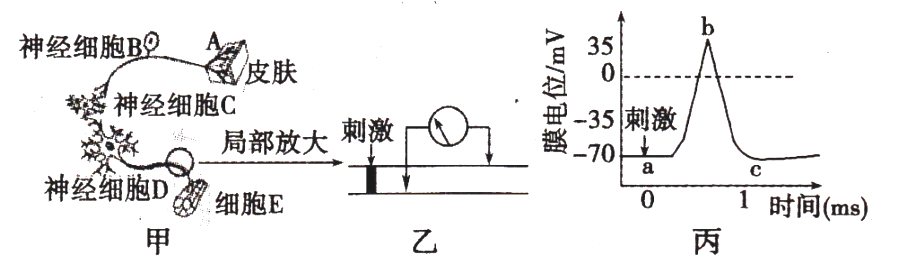 神经细胞B
A
皮肤
神经细胞C
神经细胞D
细胞E
甲
局部放大
刺激
乙
膜电位/mV
35
0
-35
-70
刺激
a
b
c
0
1
时间(ms)
丙